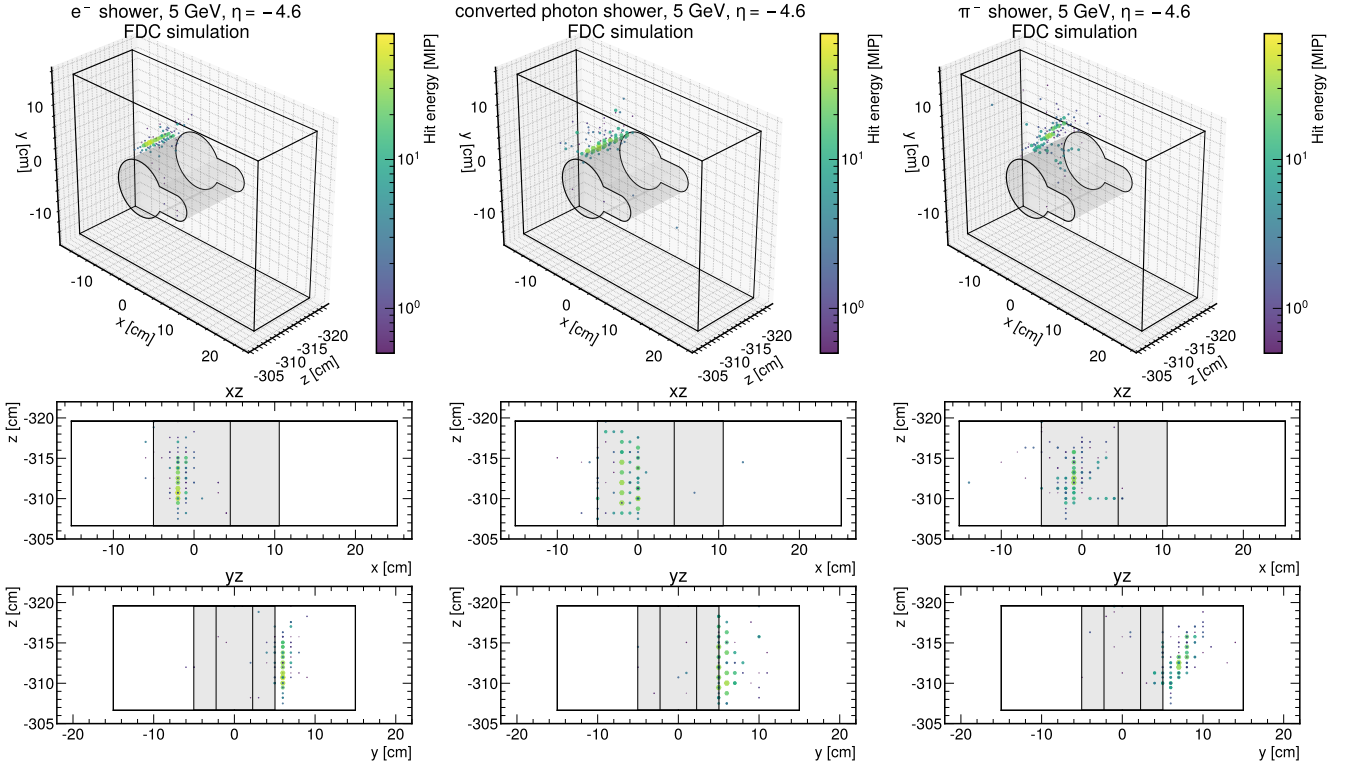 e⁻ shower, 5 GeV, η = −4.6
FDC simulation
10
0
-10
y [cm]
-10
0
10
20
x [cm]
-320
-315
-310
-305
z [cm]
Hit energy [MIP]
10¹
10⁰
converted photon shower, 5 GeV, η = −4.6
FDC simulation
10
0
-10
y [cm]
-10
0
10
20
x [cm]
-320
-315
-310
-305
z [cm]
Hit energy [MIP]
10¹
10⁰
π⁻ shower, 5 GeV, η = −4.6
FDC simulation
10
0
-10
y [cm]
-10
0
10
20
x [cm]
-320
-315
-310
-305
z [cm]
Hit energy [MIP]
10¹
10⁰
xz
z [cm]
-320
-315
-310
-305
-10 0 10 20
x [cm]
xz
z [cm]
-320
-315
-310
-305
-10 0 10 20
x [cm]
xz
z [cm]
-320
-315
-310
-305
-10 0 10 20
x [cm]
yz
z [cm]
-320
-315
-310
-305
-20 -10 0 10 20
y [cm]
yz
z [cm]
-320
-315
-310
-305
-20 -10 0 10 20
y [cm]
yz
z [cm]
-320
-315
-310
-305
-20 -10 0 10 20
y [cm]